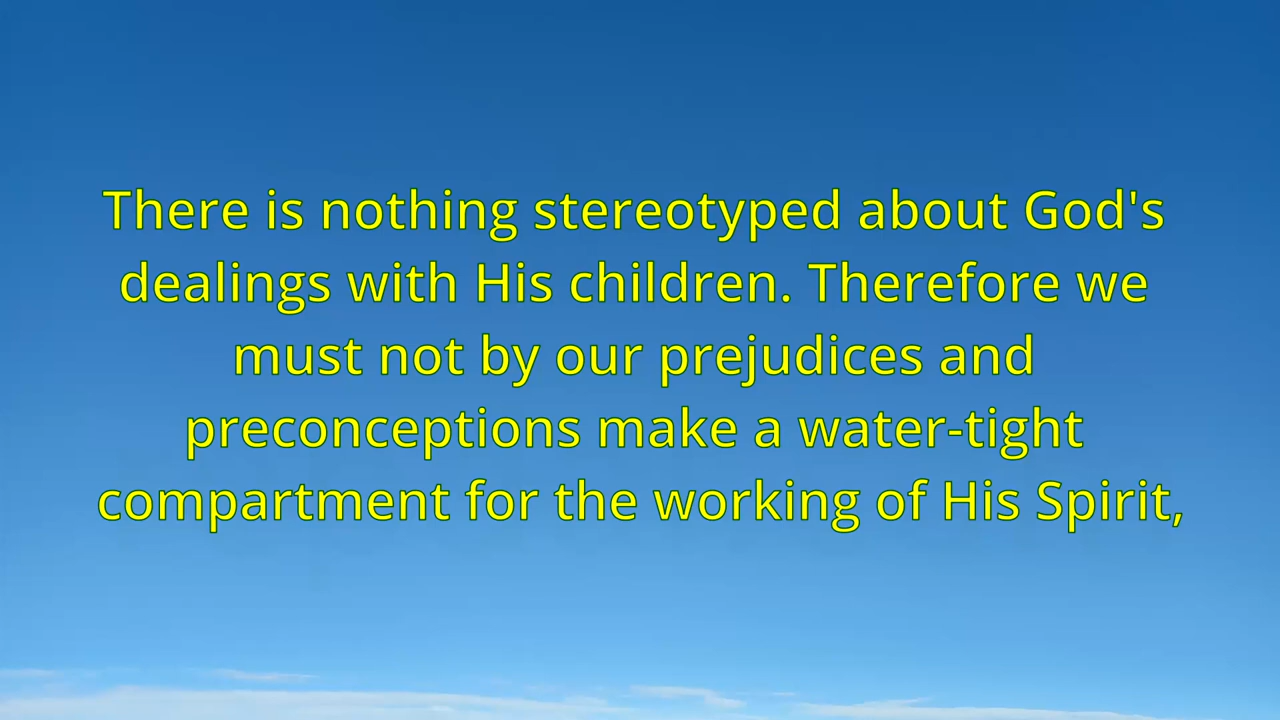 There is nothing stereotyped about God's
dealings with His children. Therefore we
must not by our prejudices and
preconceptions make a water-tight
compartment for the working of His Spirit,